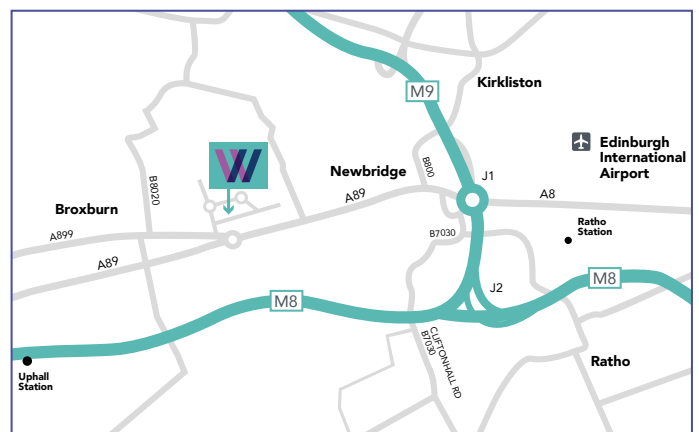 Kirkliston
M9
Edinburgh
International
Airport
Newbridge
B800
J1
B8020
W
A89
A8
Broxburn
Ratho
Station
A899
B7030
A89
J2
M8
M8
CLIFTONHALL RD
B7030
Ratho
Uphall
Station